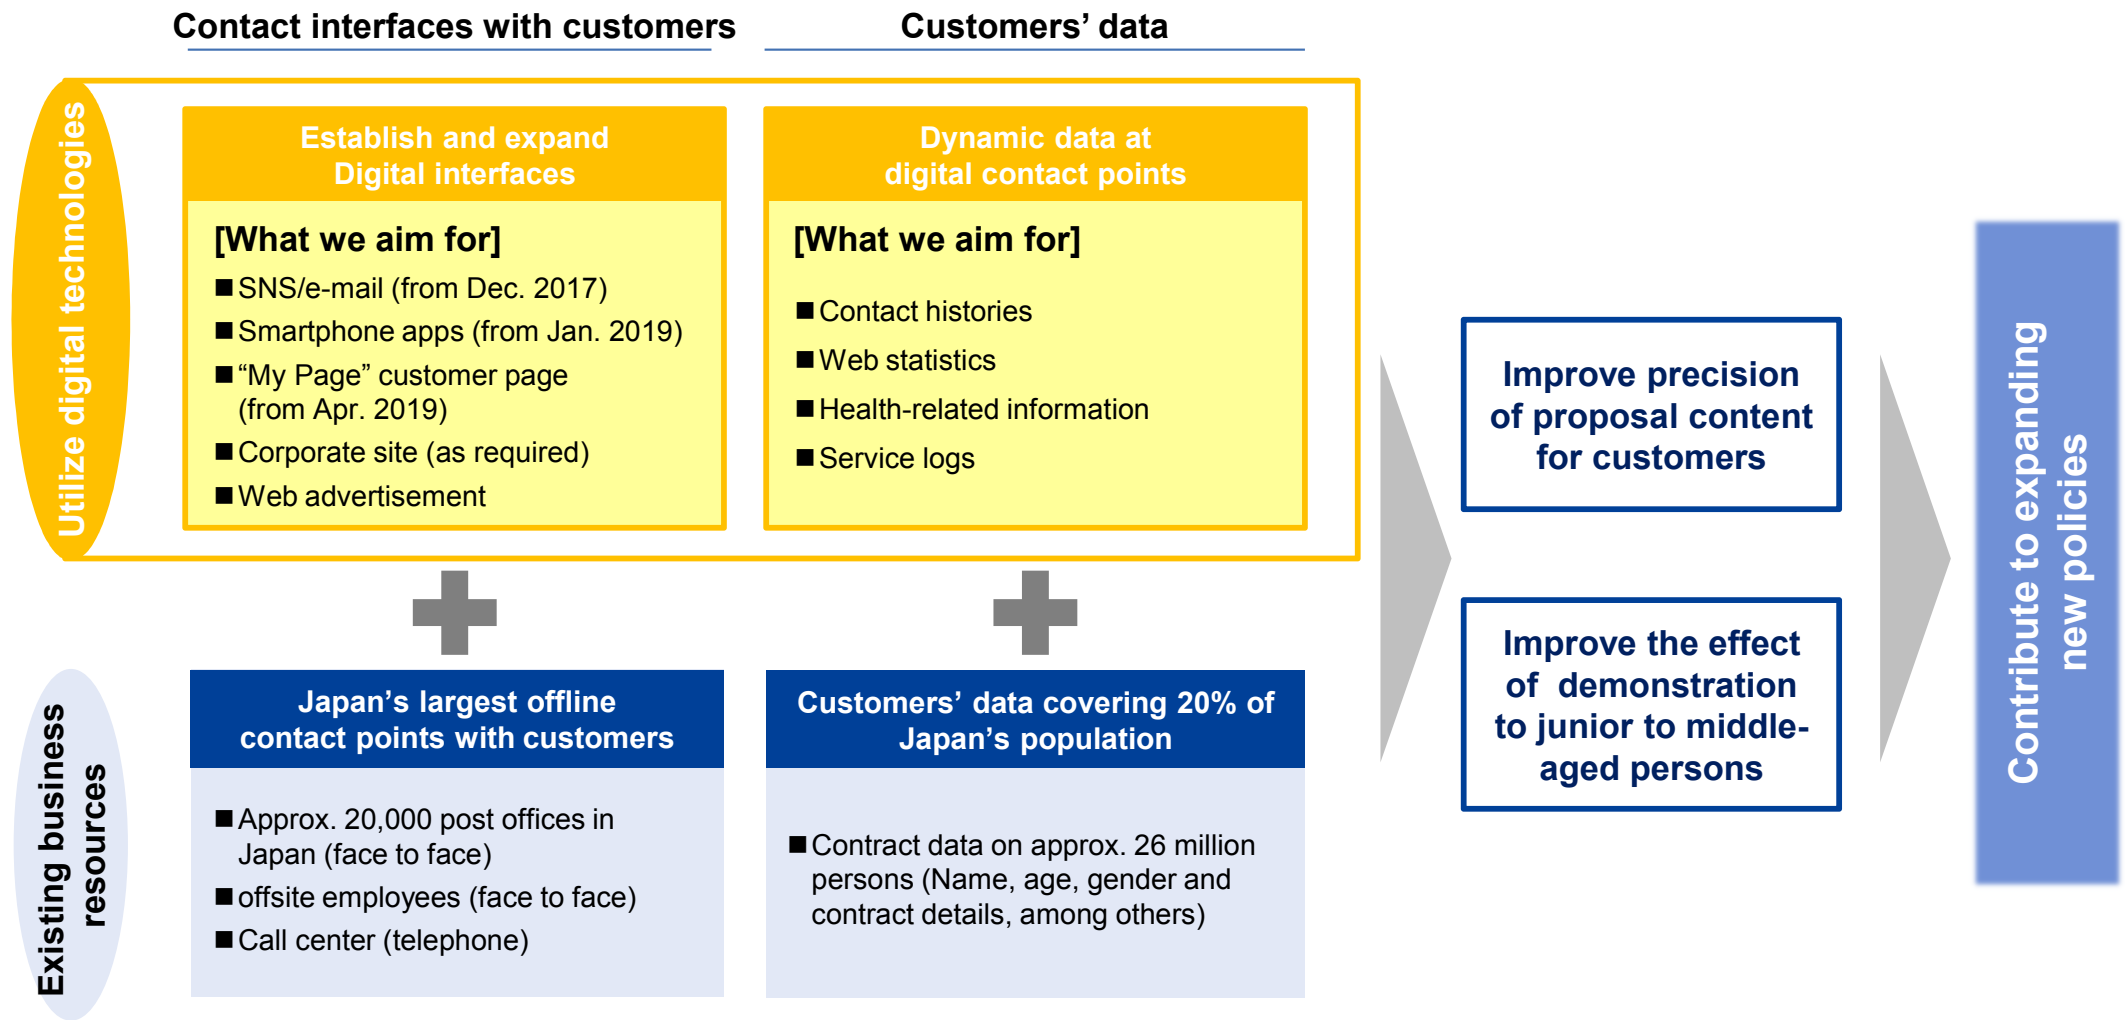 Contact interfaces with customers
Customers’ data
Utilize digital technologies
Establish and expand
Digital interfaces
[What we aim for]
■ SNS/e-mail (from Dec. 2017)
■ Smartphone apps (from Jan. 2019)
■ “My Page” customer page
(from Apr. 2019)
■ Corporate site (as required)
■ Web advertisement
Dynamic data at
digital contact points
[What we aim for]
■ Contact histories
■ Web statistics
■ Health-related information
■ Service logs
Existing business
resources
Japan’s largest offline
contact points with customers
■ Approx. 20,000 post offices in
Japan (face to face)
■ offsite employees (face to face)
■ Call center (telephone)
Customers’ data covering 20% of
Japan’s population
■ Contract data on approx. 26 million
persons (Name, age, gender and
contract details, among others)
Improve precision
of proposal content
for customers
Improve the effect
of demonstration
to junior to middle-
aged persons
Contribute to expanding
new policies